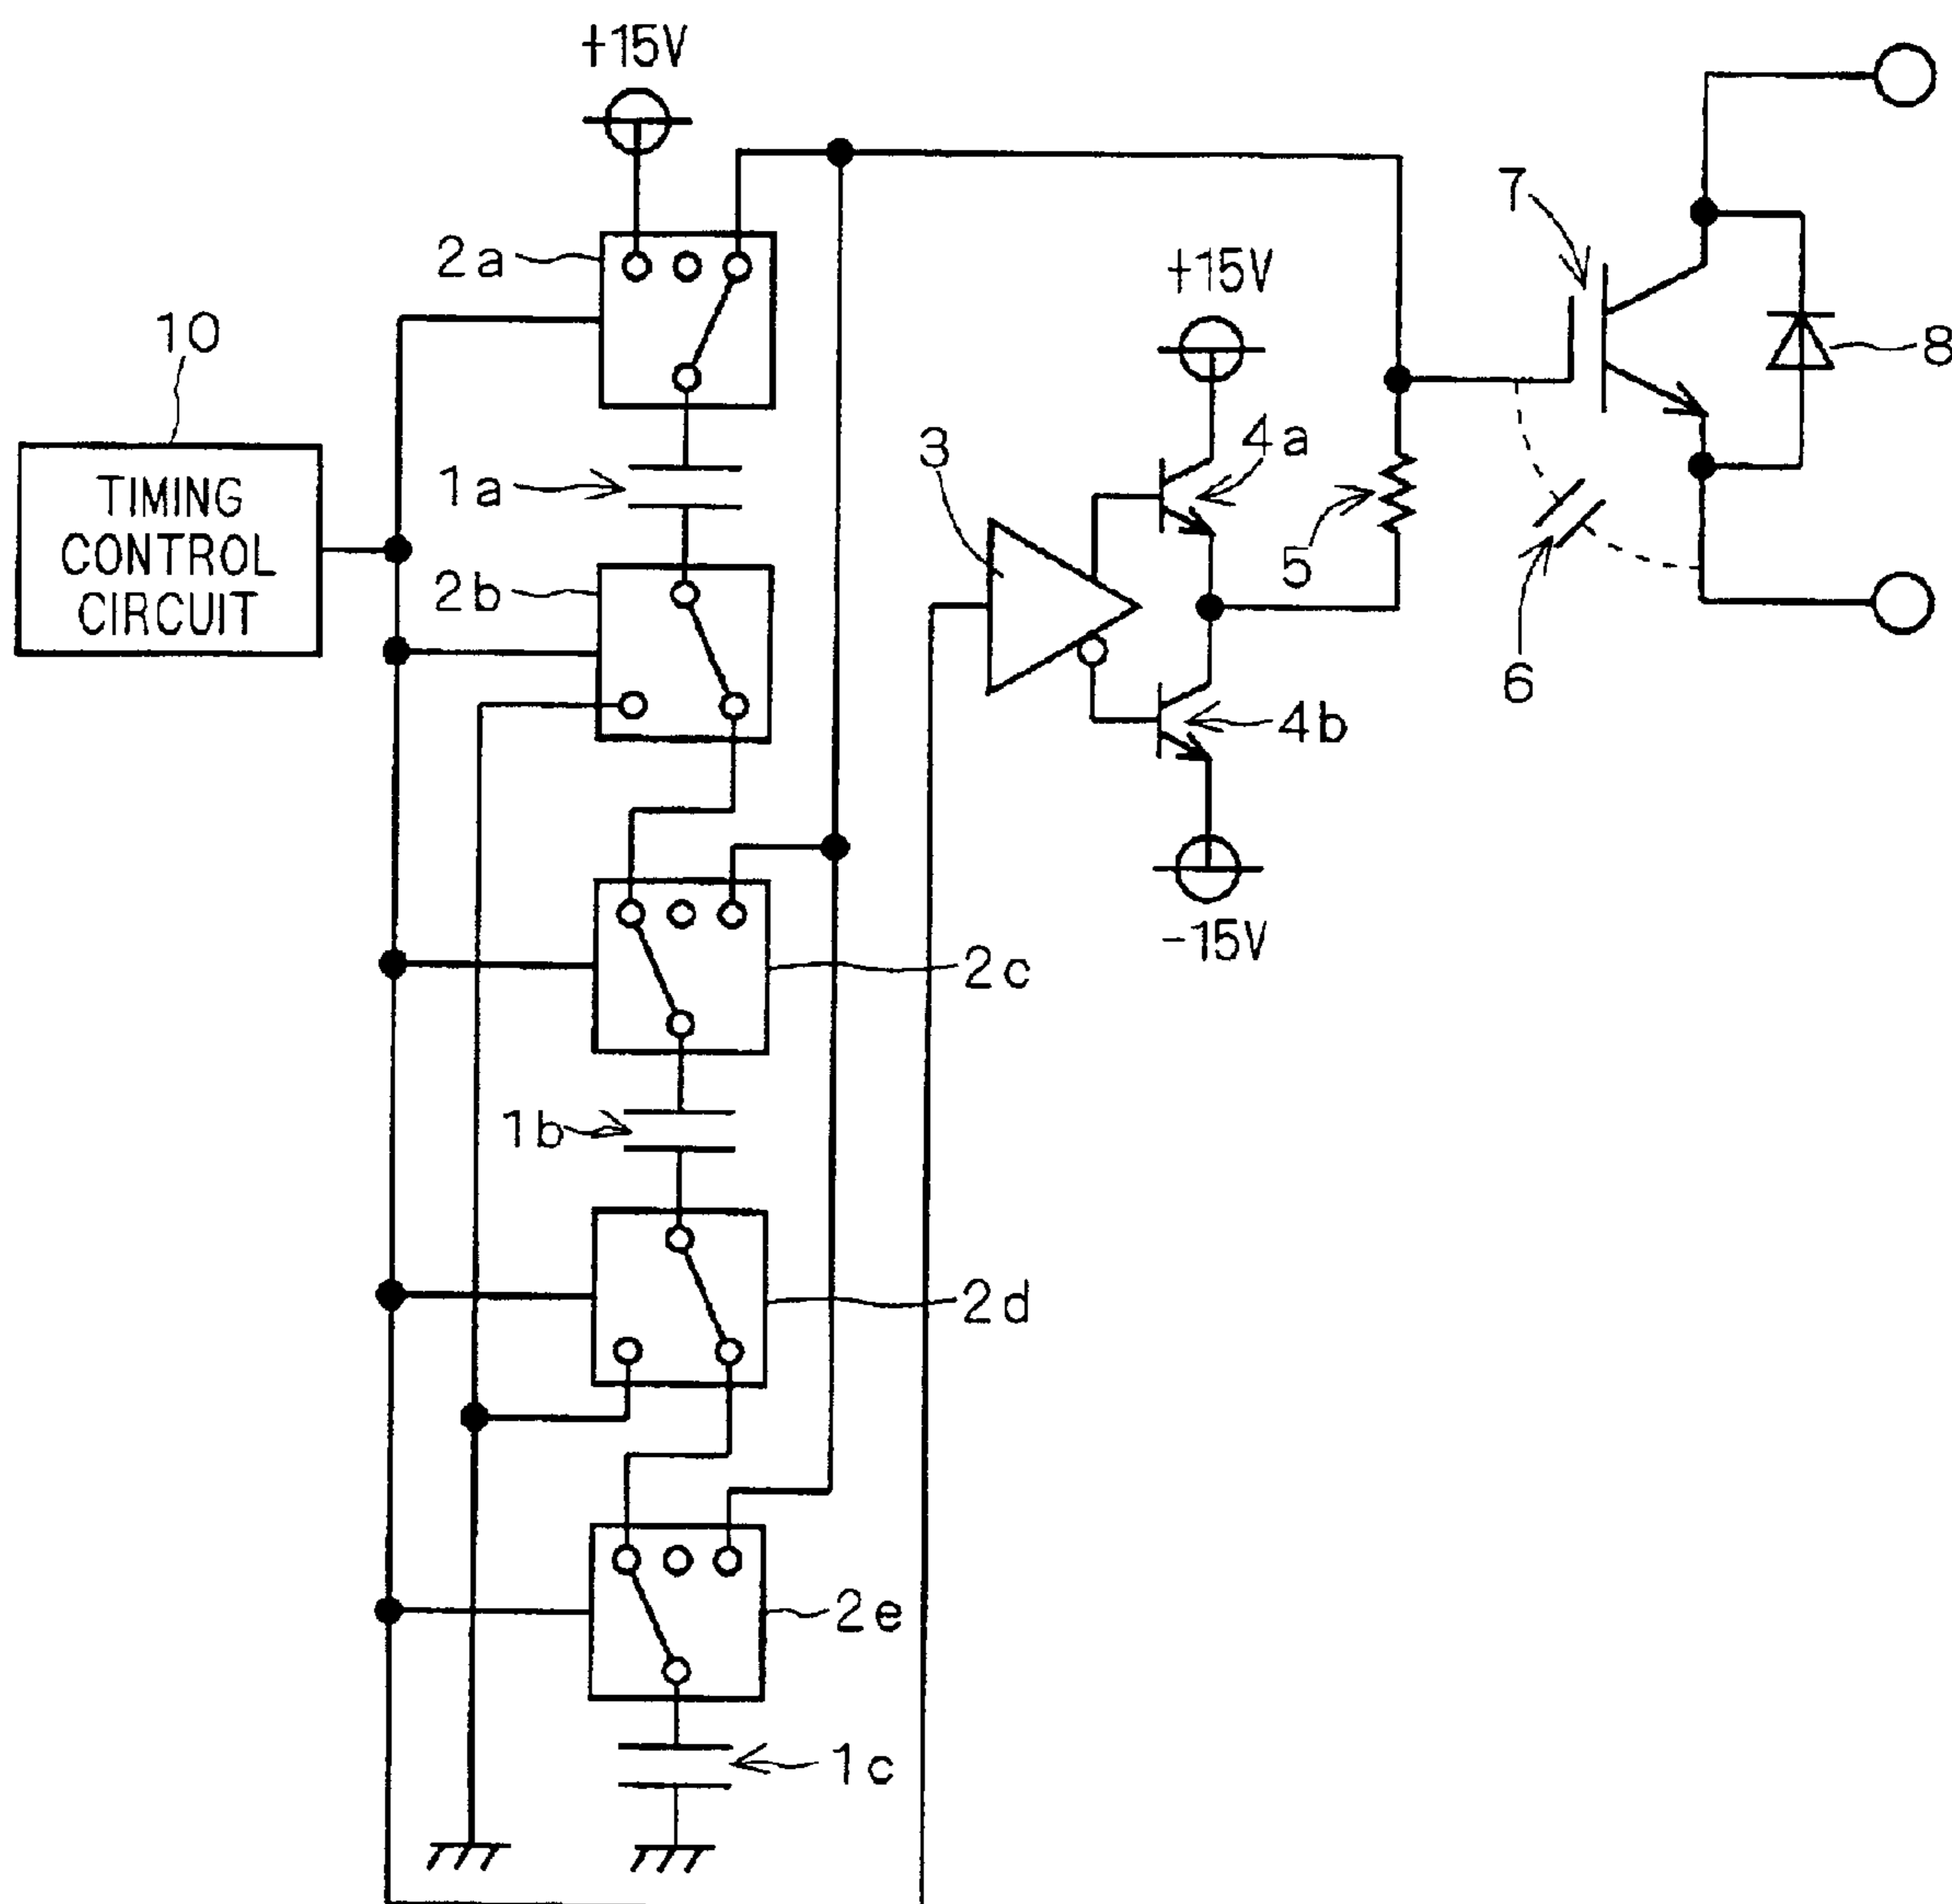 +15V
7
2a
+15V
10
8
3
4a
1a
TIMING
CONTROL
CIRCUIT
2b
5
6
4b
-15V
2c
1b
2d
2e
1c